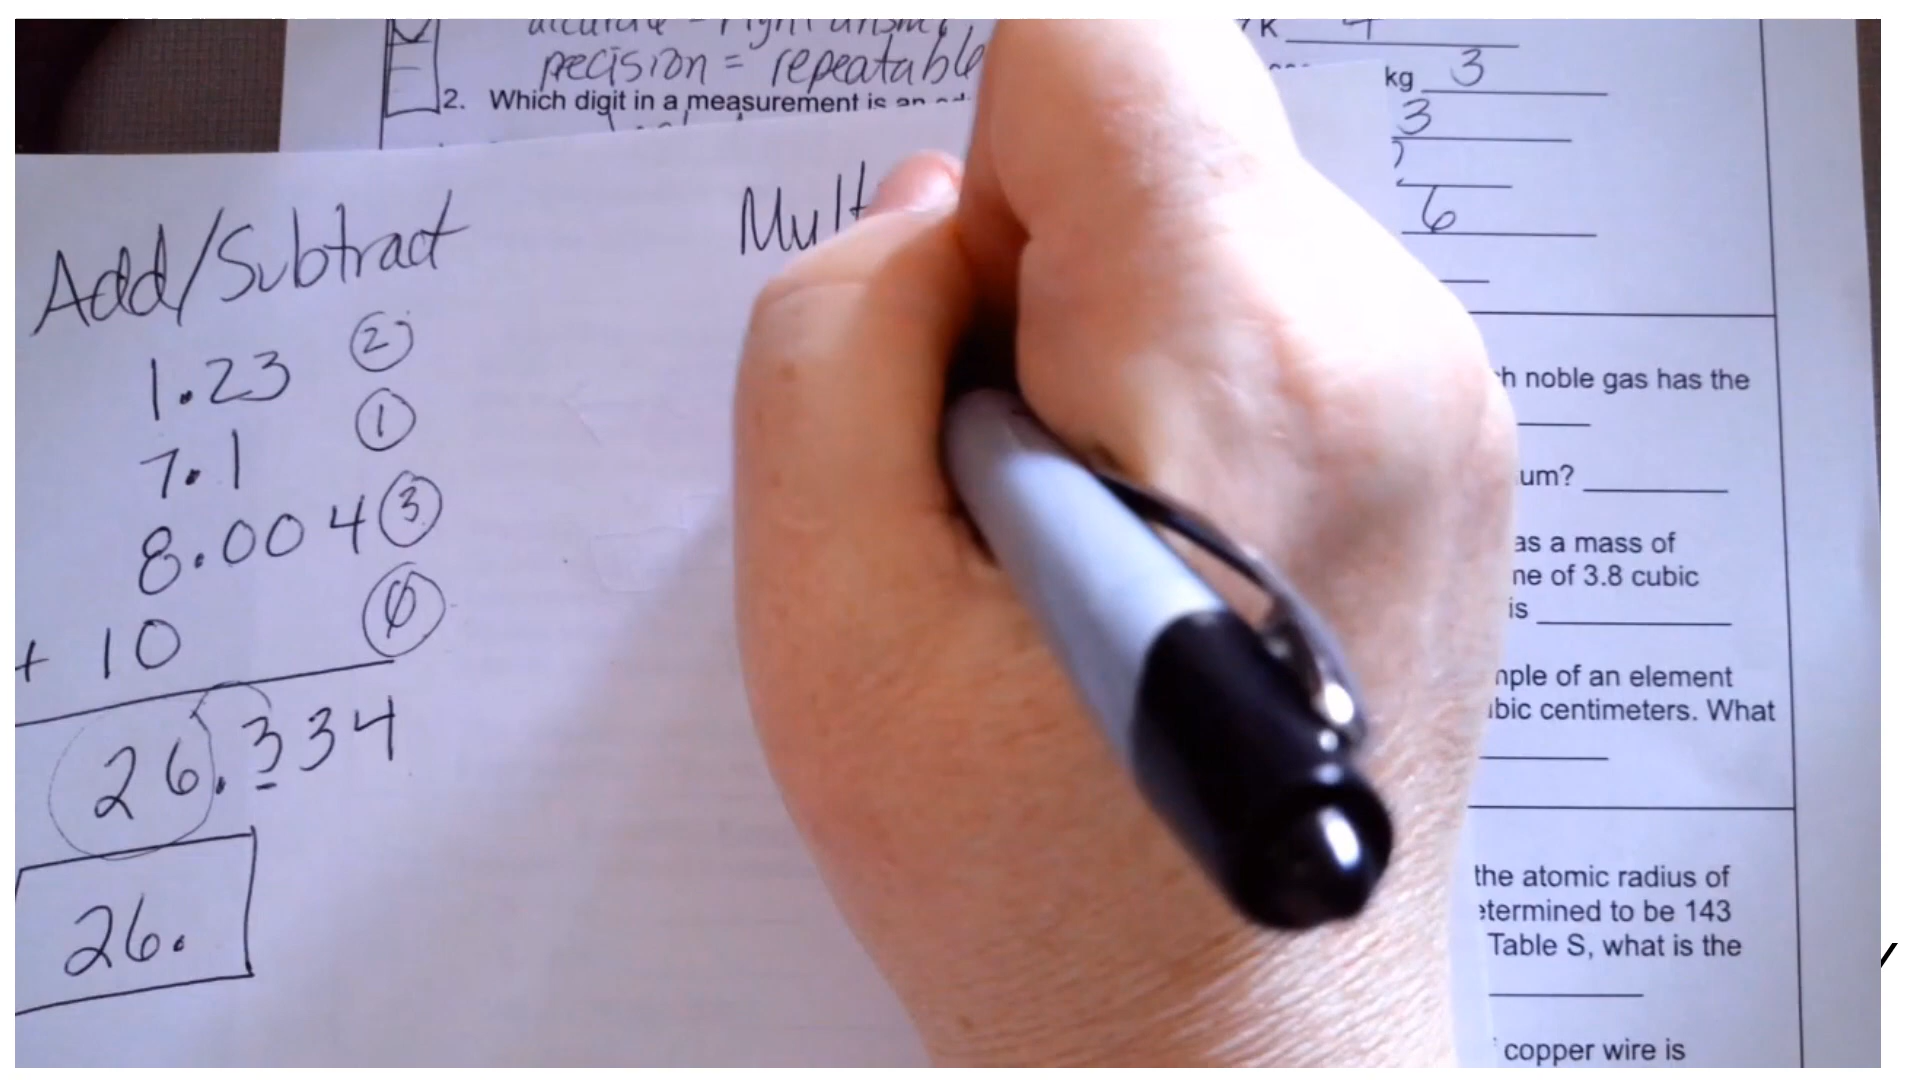 precision = repeatable
2. Which digit in a measurement is an
K 4
kg 3
3
6
Add/Subtract
1.23 ②
7.1 ①
8.004 ③
+ 10 ⓪
26.334
26.
Mult
noble gas has the
um?
as a mass of
ne of 3.8 cubic
is
mple of an element
ubic centimeters. What
the atomic radius of
etermined to be 143
Table S, what is the
copper wire is